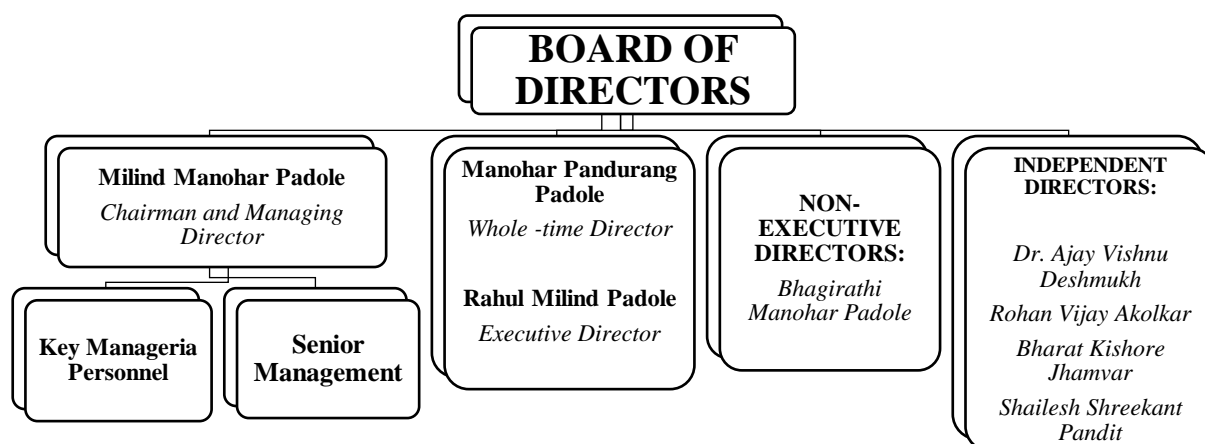 BOARD OF
DIRECTORS
Milind Manohar Padole
Chairman and Managing
Director
Key Manageria
Personnel
Senior
Management
Manohar Pandurang
Padole
Whole -time Director
Rahul Milind Padole
Executive Director
NON-
EXECUTIVE
DIRECTORS:
Bhagirathi
Manohar Padole
INDEPENDENT
DIRECTORS:
Dr. Ajay Vishnu
Deshmukh
Rohan Vijay Akolkar
Bharat Kishore
Jhamvar
Shailesh Shreekant
Pandit